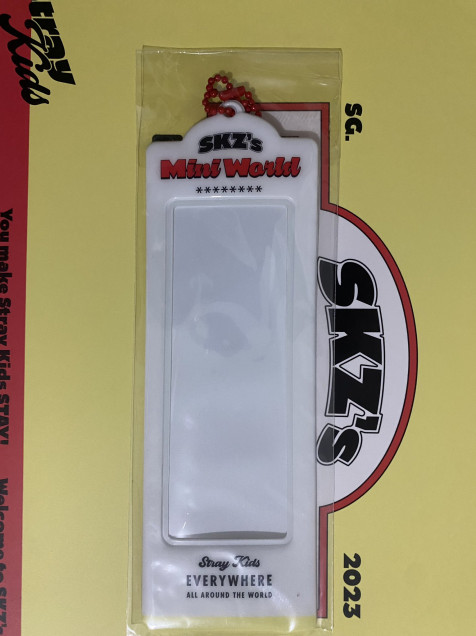 Stray
Kids
SG.
SKZ's
Mini World
********
SKZ's
You make Stray Kids STAY!
Welcome to SKZ's
Stray Kids
EVERYWHERE
ALL AROUND THE WORLD
2023